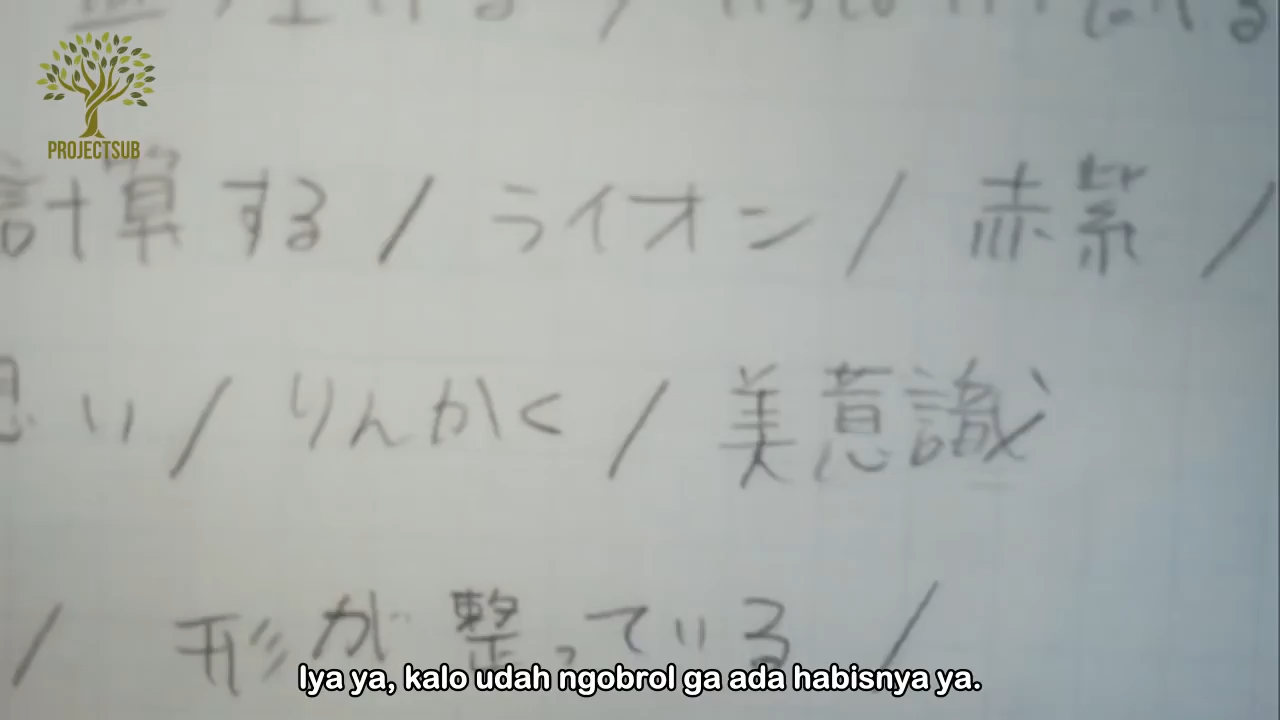 PROJECTSUB
計算する / ライオン / 赤紫 /
思い / りんかく / 美意識
/ 形が整っている /
Iya ya, kalo udah ngobrol ga ada habisnya ya.